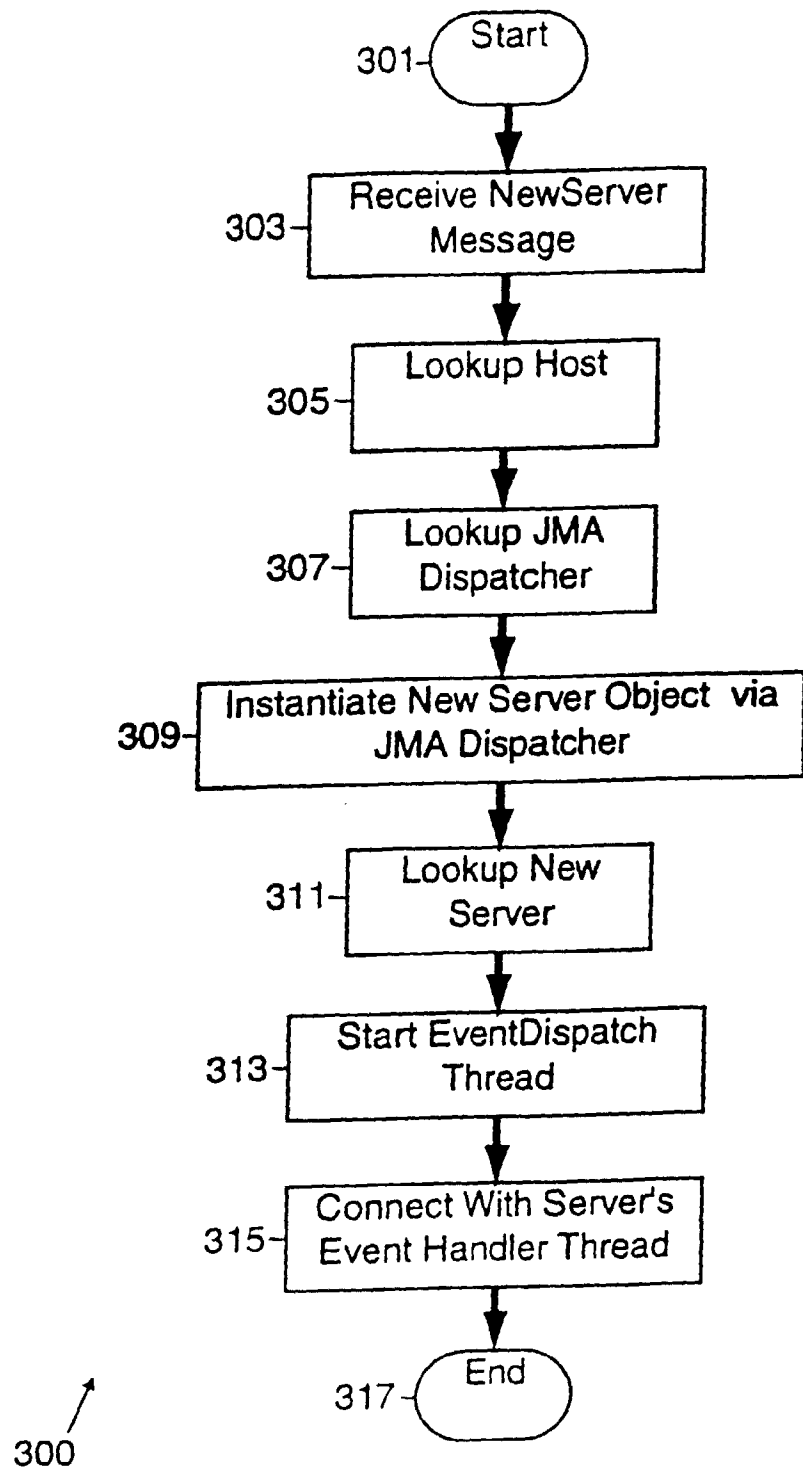 Start
301
Receive NewServer
Message
303
Lookup Host
305
Lookup JMA
Dispatcher
307
Instantiate New Server Object via
JMA Dispatcher
309
Lookup New
Server
311
Start EventDispatch
Thread
313
Connect With Server's
Event Handler Thread
315
End
317
300